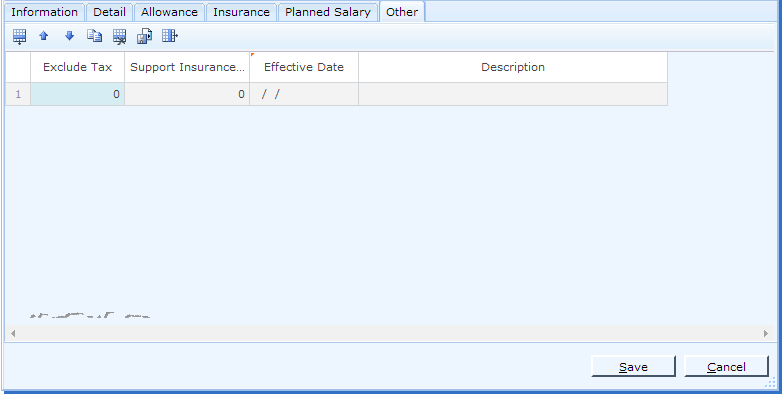 Information Detail Allowance Insurance Planned Salary Other
Exclude Tax Support Insurance... Effective Date Description
1 0 0 / /
Save Cancel